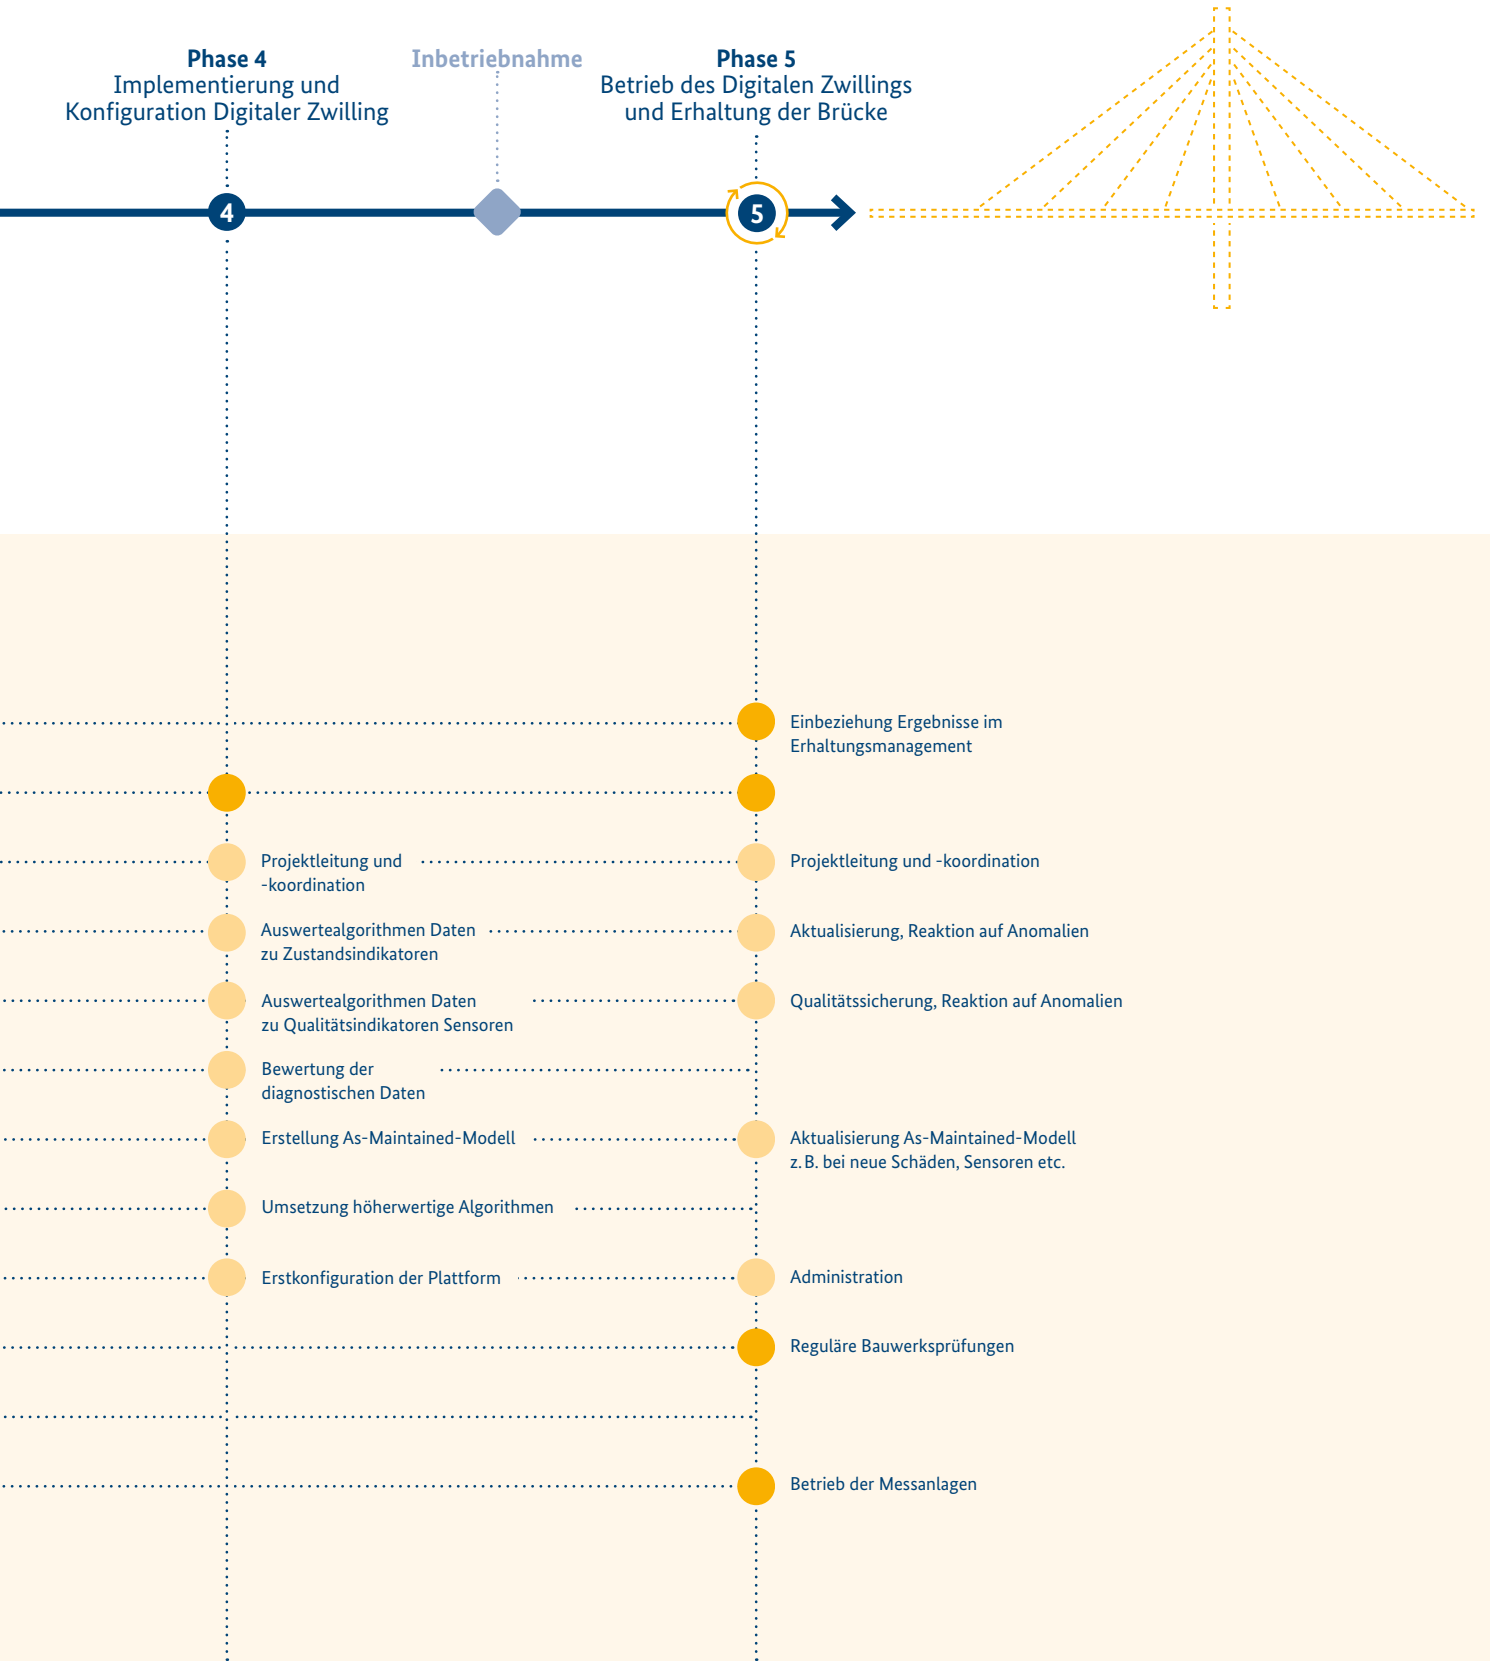 Phase 4
Implementierung und
Konfiguration Digitaler Zwilling
Inbetriebnahme
Phase 5
Betrieb des Digitalen Zwillings
und Erhaltung der Brücke
4
5
Einbeziehung Ergebnisse im
Erhaltungsmanagement
Projektleitung und
-koordination
Projektleitung und -koordination
Auswertealgorithmen Daten
zu Zustandsindikatoren
Aktualisierung, Reaktion auf Anomalien
Auswertealgorithmen Daten
zu Qualitätsindikatoren Sensoren
Qualitätssicherung, Reaktion auf Anomalien
Bewertung der
diagnostischen Daten
Erstellung As-Maintained-Modell
Aktualisierung As-Maintained-Modell
z. B. bei neue Schäden, Sensoren etc.
Umsetzung höherwertige Algorithmen
Erstkonfiguration der Plattform
Administration
Reguläre Bauwerksprüfungen
Betrieb der Messanlagen